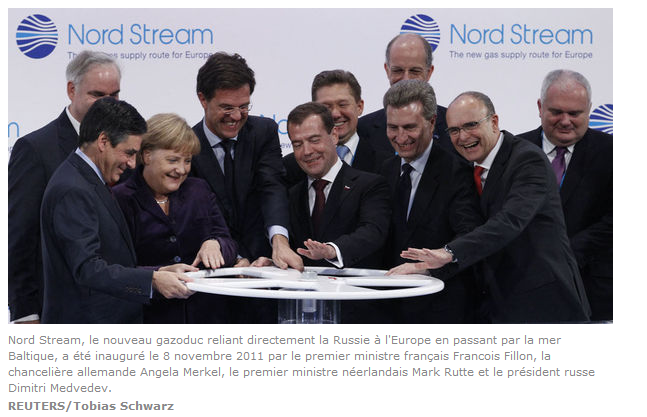 Nord Stream
The new gas supply route for Europe
Nord Stream
The new gas supply route for Europe
Stream
Nord Stream, le nouveau gazoduc reliant directement la Russie à l'Europe en passant par la mer
Baltique, a été inauguré le 8 novembre 2011 par le premier ministre français Francois Fillon, la
chancelière allemande Angela Merkel, le premier ministre néerlandais Mark Rutte et le président russe
Dimitri Medvedev.
REUTERS/Tobias Schwarz